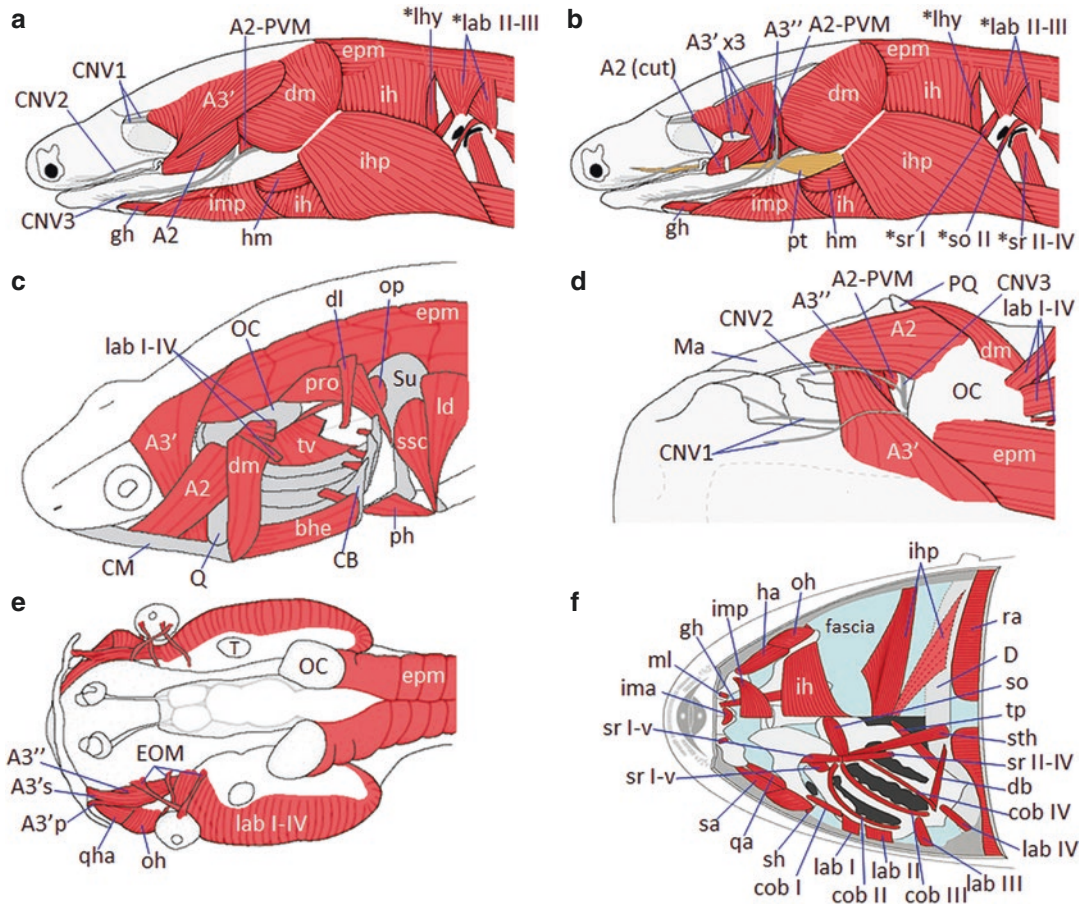 a
A2-PVM
*lhy
*lab II-III
CNV1
CNV2
A3'
dm
epm
ih
ihp
imp
ih
CNV3
gh
A2
hm
b
A3' x3
A3''
A2-PVM
*lhy
*lab II-III
A2 (cut)
epm
dm
ih
ihp
imp
ih
gh
pt
hm
*sr I
*so II
*sr II-IV
c
dl
op
OC
epm
lab I-IV
pro
Su
ld
A3'
tv
ssc
dm
A2
bhe
CM
Q
CB
ph
d
A2-PVM
PQ
A3''
CNV3
CNV2
lab I-IV
A2
Ma
dm
OC
CNV1
A3'
epm
e
T
OC
epm
EOM
A3''
A3's
A3'p
lab I-IV
qha
oh
f
ihp
oh
ha
imp
fascia
gh
ra
ml
D
ih
ima
so
sr I-v
tp
sth
sr I-v
sr II-IV
db
sa
cob IV
qa
lab IV
sh
lab I
lab II
lab III
cob I
cob II
cob III